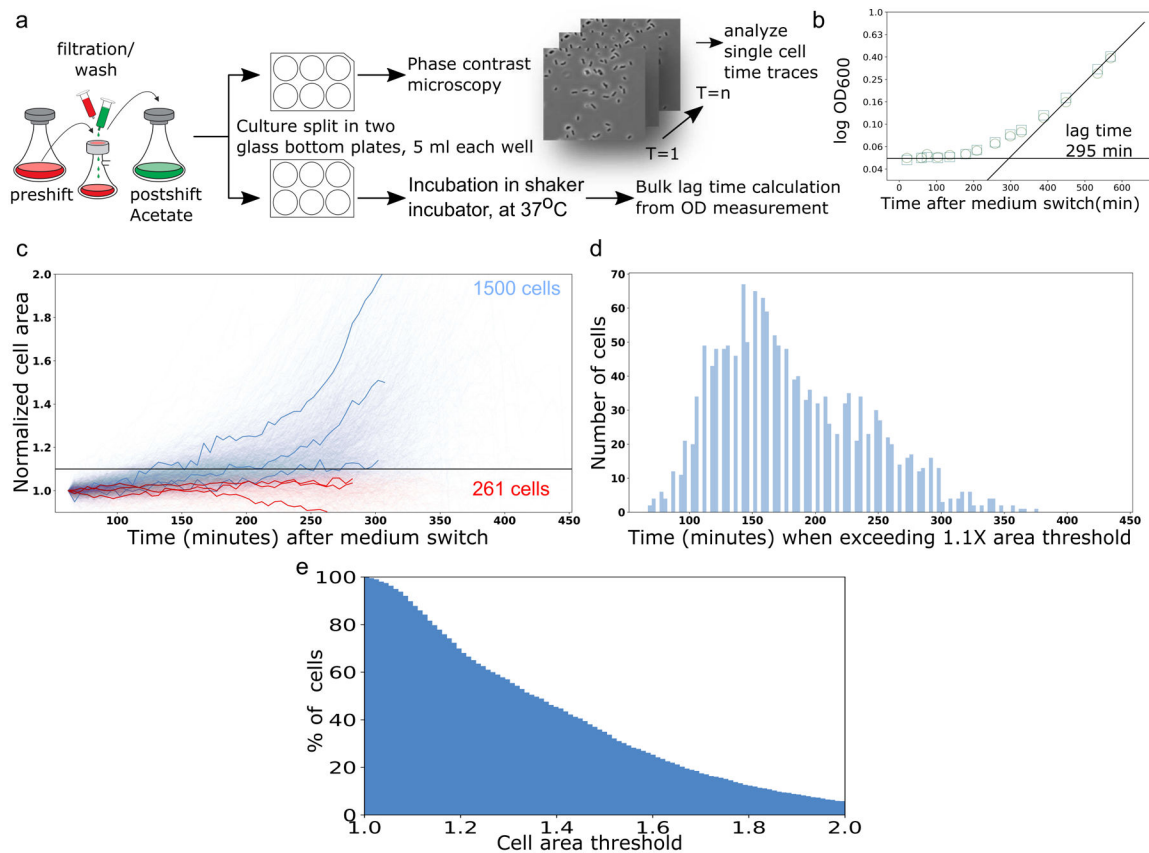 a
filtration/
wash
preshift
postshift
Acetate
Culture split in two
glass bottom plates, 5 ml each well
Phase contrast
microscopy
T=1
T=n
analyze
single cell
time traces
Incubation in shaker
incubator, at 37⁰C
Bulk lag time calculation
from OD measurement
b
log OD600
1.0
0.63
0.40
0.25
0.16
0.10
0.06
0.04
lag time
295 min
0 100 200 300 400 500 600
Time after medium switch(min)
c
Normalized cell area
2.0
1.8
1.6
1.4
1.2
1.0
1500 cells
261 cells
100 150 200 250 300 350 400 450
Time (minutes) after medium switch
d
Number of cells
70
60
50
40
30
20
10
0
100 150 200 250 300 350 400 450
Time (minutes) when exceeding 1.1X area threshold
e
% of cells
100
80
60
40
20
0
1.0 1.2 1.4 1.6 1.8 2.0
Cell area threshold